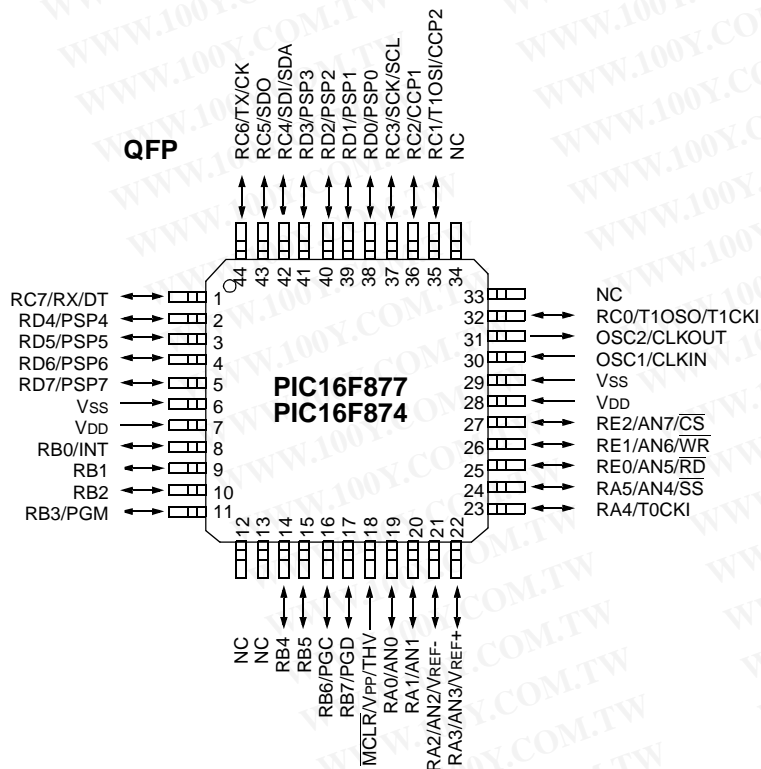 QFP
RC6/TX/CK
RC5/SDO
RC4/SDI/SDA
RD3/PSP3
RD2/PSP2
RD1/PSP1
RD0/PSP0
RC3/SCK/SCL
RC2/CCP1
RC1/T1OSI/CCP2
NC
44 43 42 41 40 39 38 37 36 35 34
RC7/RX/DT 1
RD4/PSP4 2
RD5/PSP5 3
RD6/PSP6 4
RD7/PSP7 5
VSS 6
VDD 7
RB0/INT 8
RB1 9
RB2 10
RB3/PGM 11
PIC16F877
PIC16F874
33 NC
32 RC0/T1OSO/T1CKI
31 OSC2/CLKOUT
30 OSC1/CLKIN
29 VSS
28 VDD
27 RE2/AN7/CS
26 RE1/AN6/WR
25 RE0/AN5/RD
24 RA5/AN4/SS
23 RA4/T0CKI
12 13 14 15 16 17 18 19 20 21 22
NC
NC
RB4
RB5
RB6/PGC
RB7/PGD
MCLR/VPP/THV
RA0/AN0
RA1/AN1
RA2/AN2/VREF-
RA3/AN3/VREF+
WWW.100Y.COM.TW